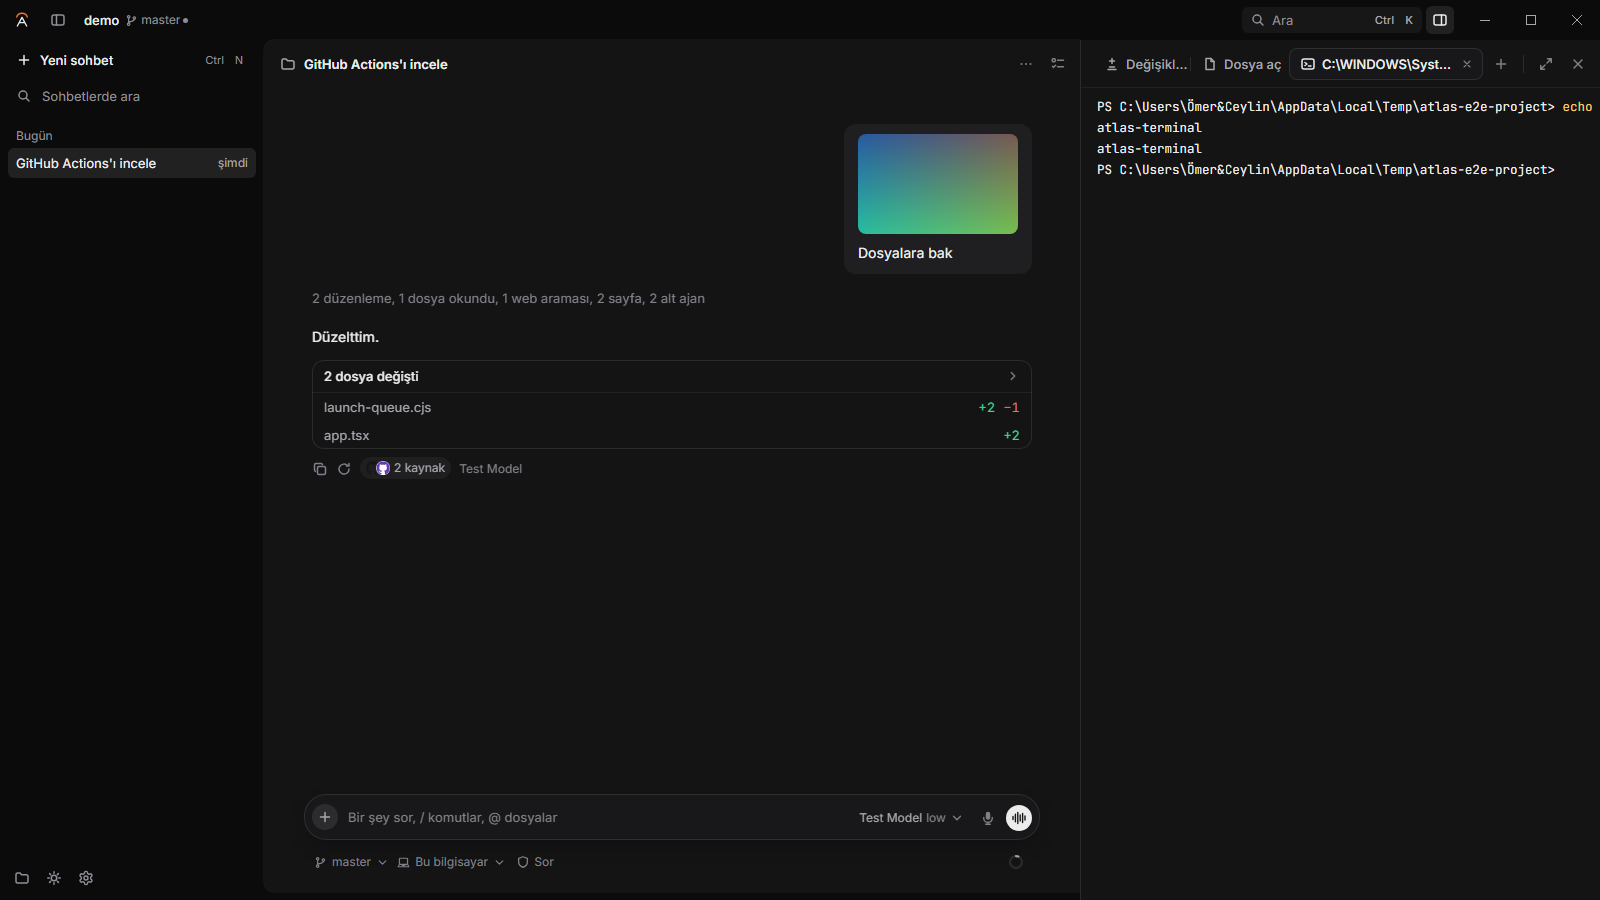 demo master
Ara Ctrl K
Yeni sohbet Ctrl N
Sohbetlerde ara
Bugün
GitHub Actions'ı incele şimdi
GitHub Actions'ı incele
Dosyalara bak
2 düzenleme, 1 dosya okundu, 1 web araması, 2 sayfa, 2 alt ajan
Düzelttim.
2 dosya değişti
launch-queue.cjs +2 −1
app.tsx +2
2 kaynak Test Model
Bir şey sor, / komutlar, @ dosyalar Test Model low
master Bu bilgisayar Sor
Değişikl... Dosya aç C:\WINDOWS\Syst...
PS C:\Users\Ömer&Ceylin\AppData\Local\Temp\atlas-e2e-project> echo
atlas-terminal
atlas-terminal
PS C:\Users\Ömer&Ceylin\AppData\Local\Temp\atlas-e2e-project>